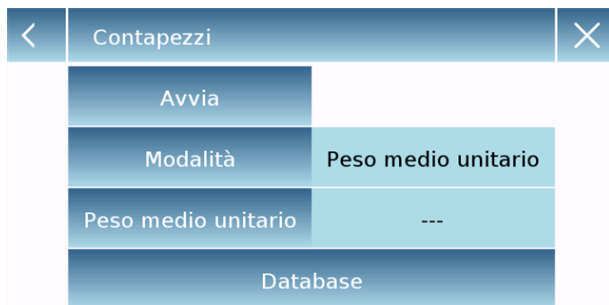 Contapezzi
Avvia
Modalità Peso medio unitario
Peso medio unitario ---
Database